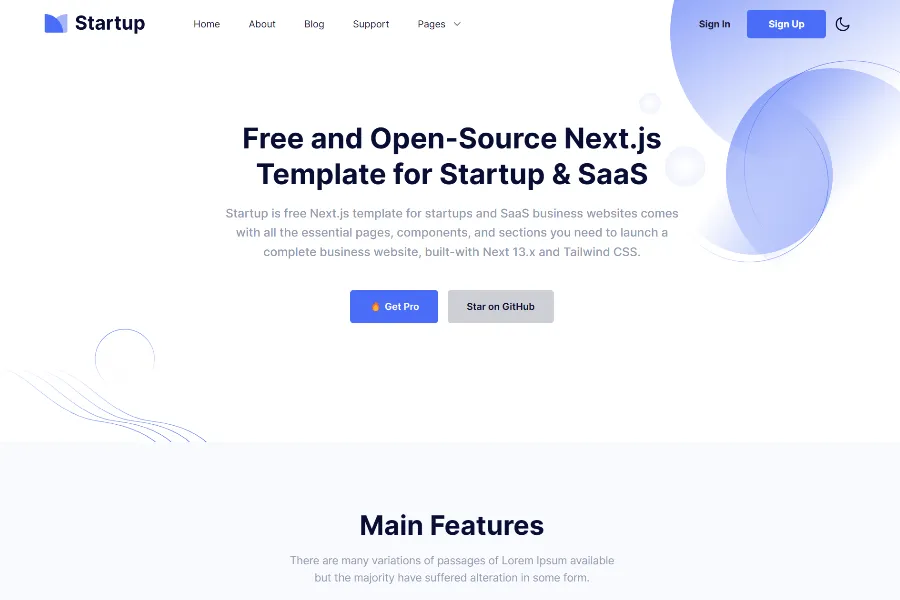 Startup
Home
About
Blog
Support
Pages
Sign In
Sign Up
Free and Open-Source Next.js
Template for Startup & SaaS
Startup is free Next.js template for startups and SaaS business websites comes
with all the essential pages, components, and sections you need to launch a
complete business website, built-with Next 13.x and Tailwind CSS.
🔥 Get Pro
Star on GitHub
Main Features
There are many variations of passages of Lorem Ipsum available
but the majority have suffered alteration in some form.